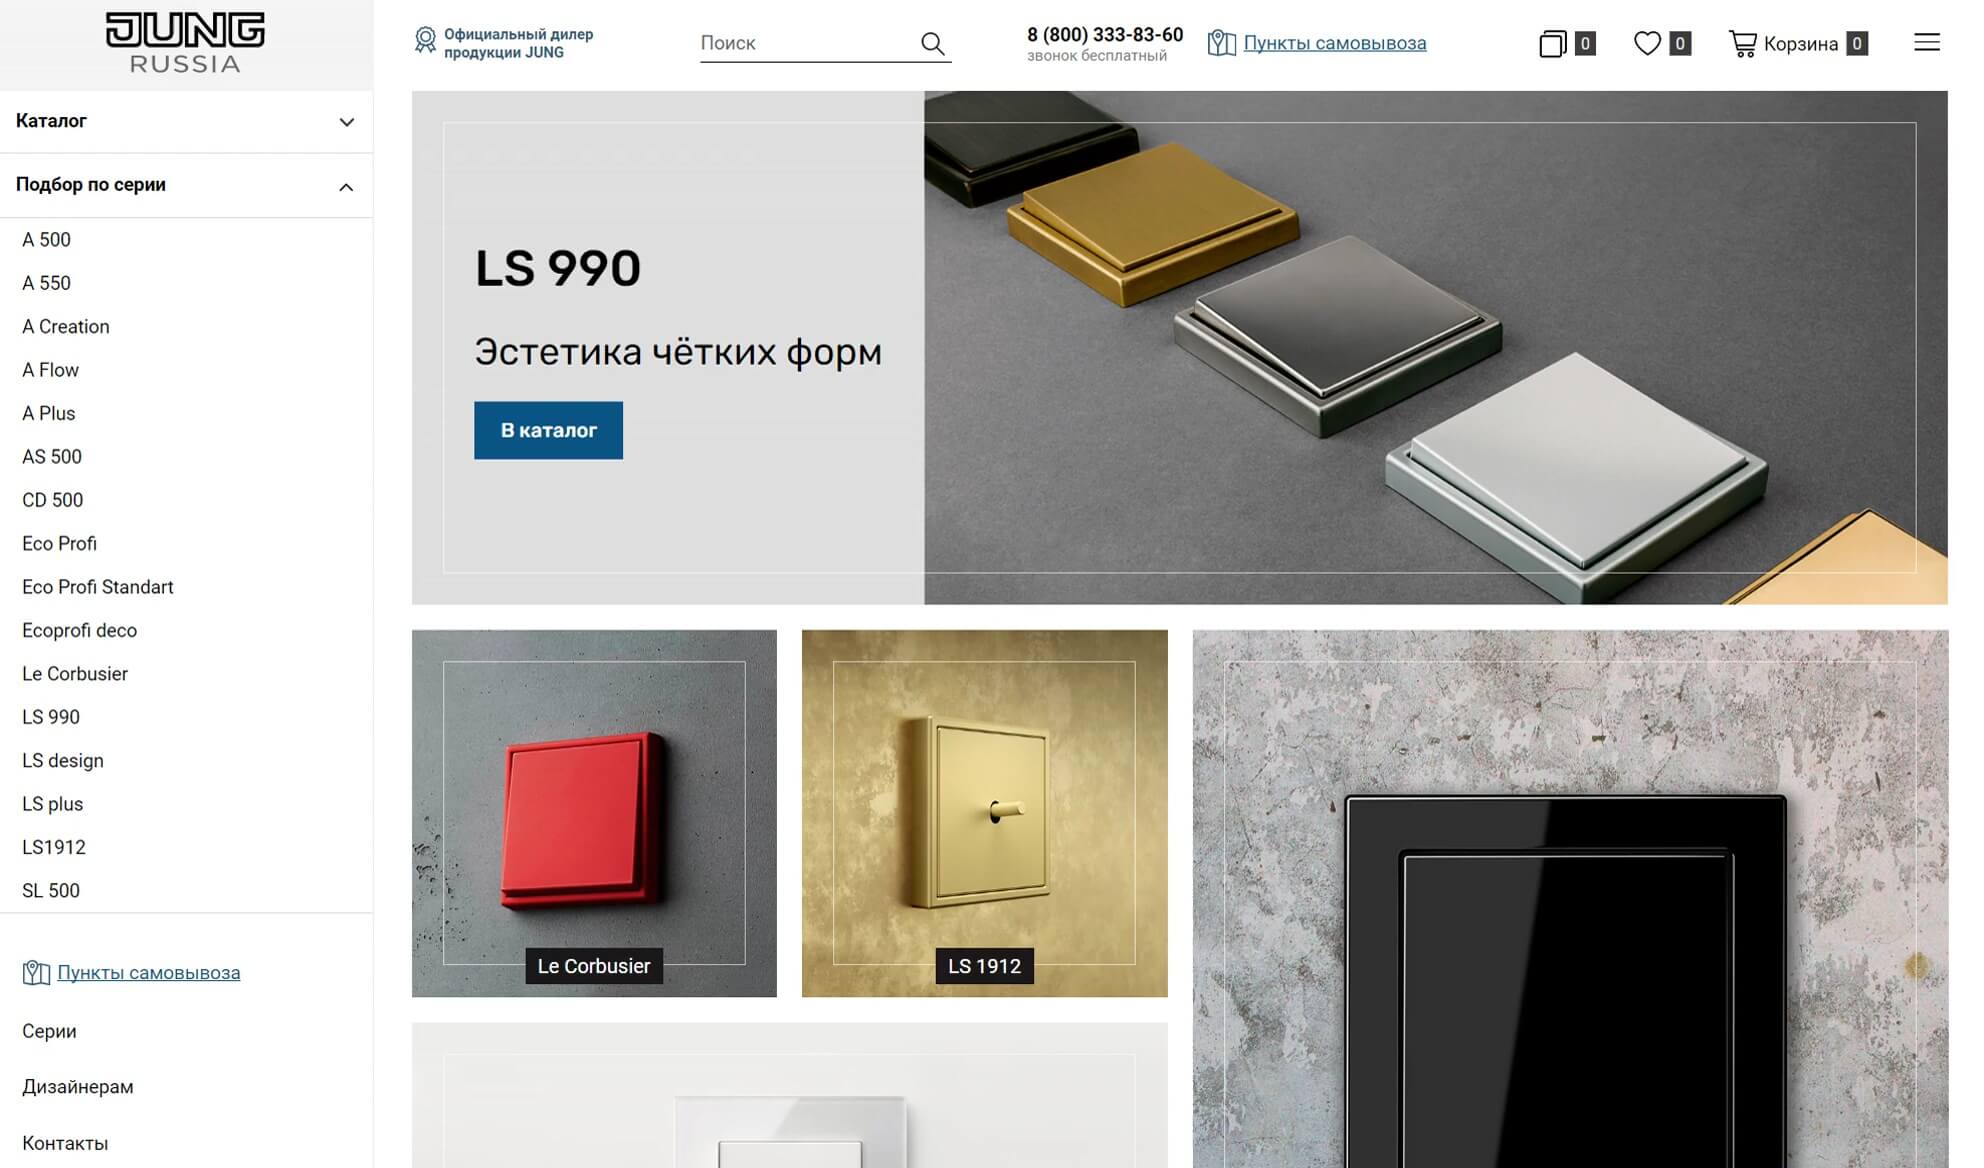 JUNG
RUSSIA
Официальный дилер
продукции JUNG
Поиск
8 (800) 333-83-60
звонок бесплатный
Пункты самовывоза
0
0
Корзина 0
Каталог
Подбор по серии
A 500
A 550
A Creation
A Flow
A Plus
AS 500
CD 500
Eco Profi
Eco Profi Standart
Ecoprofi deco
Le Corbusier
LS 990
LS design
LS plus
LS1912
SL 500
Пункты самовывоза
Серии
Дизайнерам
Контакты
LS 990
Эстетика чётких форм
В каталог
Le Corbusier
LS 1912